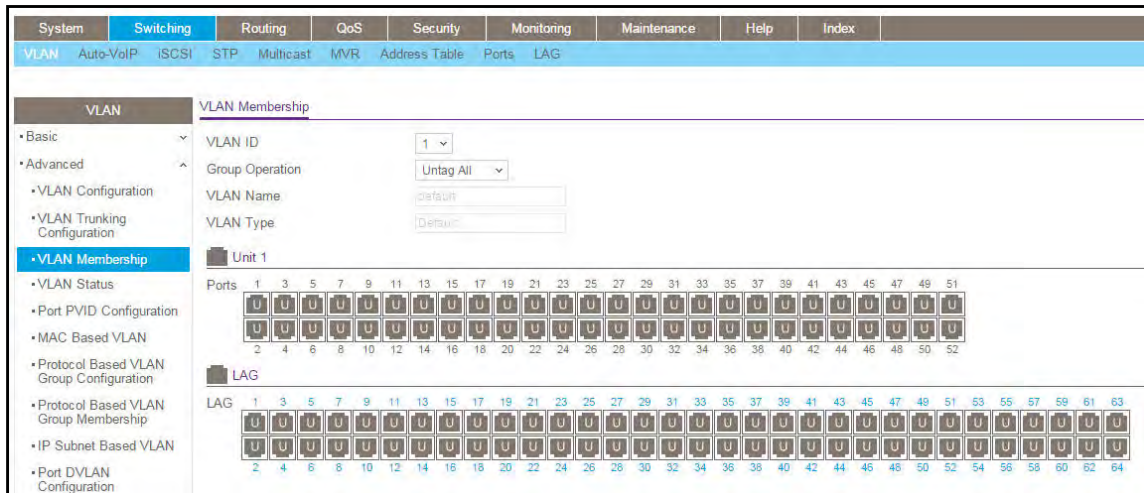 System Switching Routing QoS Security Monitoring Maintenance Help Index
VLAN Auto-VoIP iSCSI STP Multicast MVR Address Table Ports LAG
VLAN
Basic
Advanced
VLAN Configuration
VLAN Trunking
Configuration
VLAN Membership
VLAN Status
Port PVID Configuration
MAC Based VLAN
Protocol Based VLAN
Group Configuration
Protocol Based VLAN
Group Membership
IP Subnet Based VLAN
Port DVLAN
Configuration
VLAN Membership
VLAN ID 1
Group Operation Untag All
VLAN Name default
VLAN Type Default
Unit 1
Ports 1 3 5 7 9 11 13 15 17 19 21 23 25 27 29 31 33 35 37 39 41 43 45 47 49 51
U U U U U U U U U U U U U U U U U U U U U U U U U U
U U U U U U U U U U U U U U U U U U U U U U U U U U
2 4 6 8 10 12 14 16 18 20 22 24 26 28 30 32 34 36 38 40 42 44 46 48 50 52
LAG
LAG 1 3 5 7 9 11 13 15 17 19 21 23 25 27 29 31 33 35 37 39 41 43 45 47 49 51 53 55 57 59 61 63
U U U U U U U U U U U U U U U U U U U U U U U U U U U U U U U U
U U U U U U U U U U U U U U U U U U U U U U U U U U U U U U U U
2 4 6 8 10 12 14 16 18 20 22 24 26 28 30 32 34 36 38 40 42 44 46 48 50 52 54 56 58 60 62 64